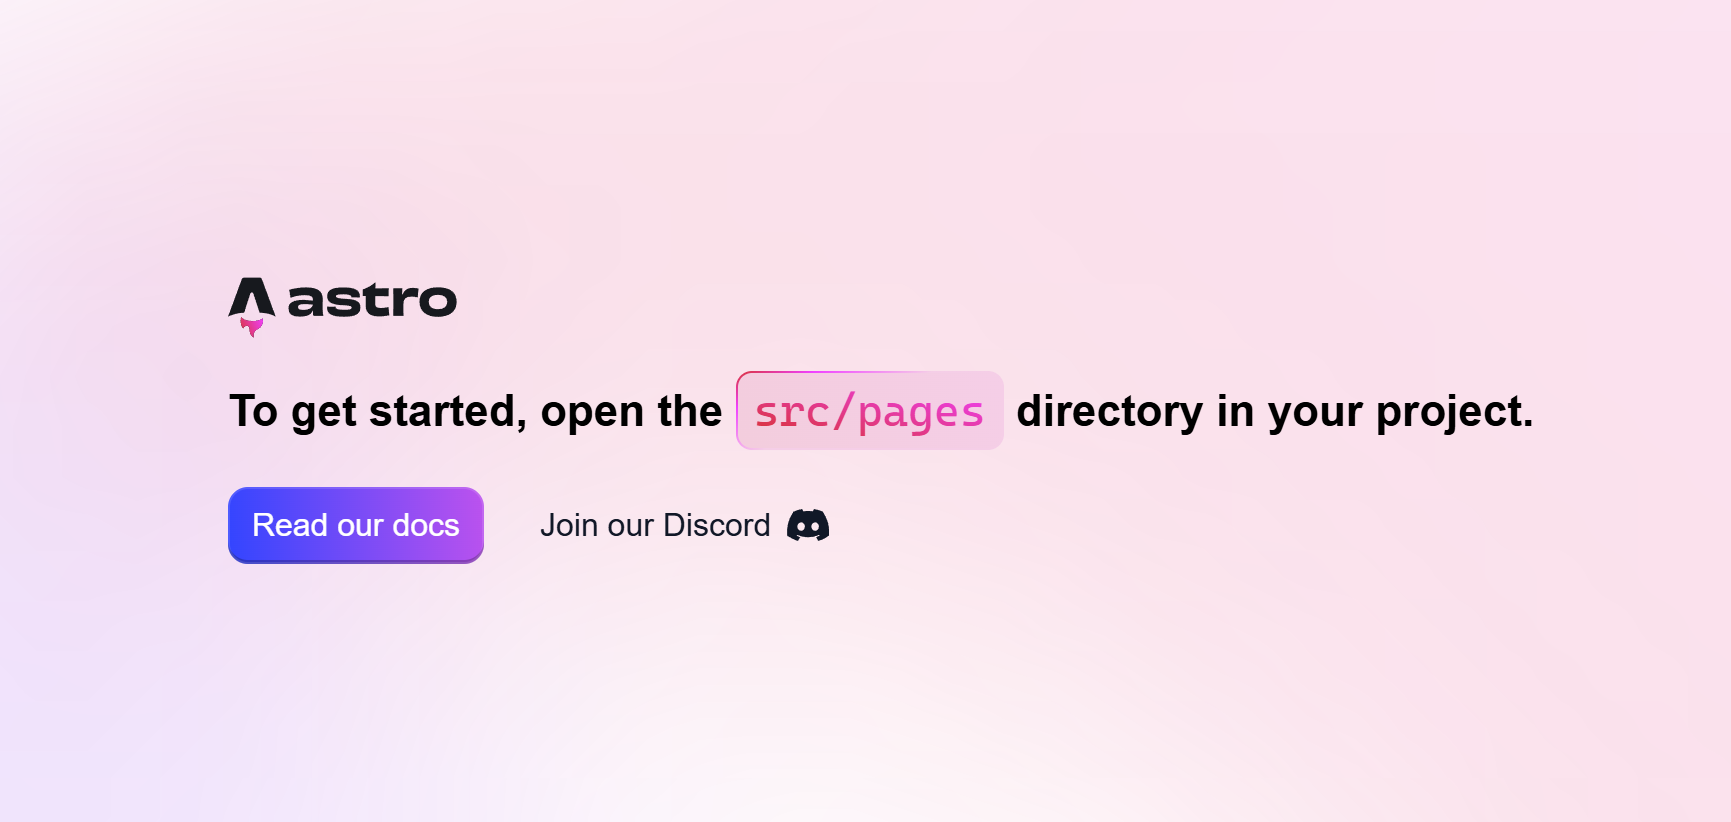 astro
To get started, open the src/pages directory in your project.
Read our docs
Join our Discord